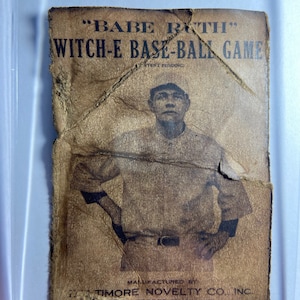 "BABE RUTH"
WITCH-E BASE-BALL GAME
MANUFACTURED BY
TIMORE NOVELTY CO., INC.